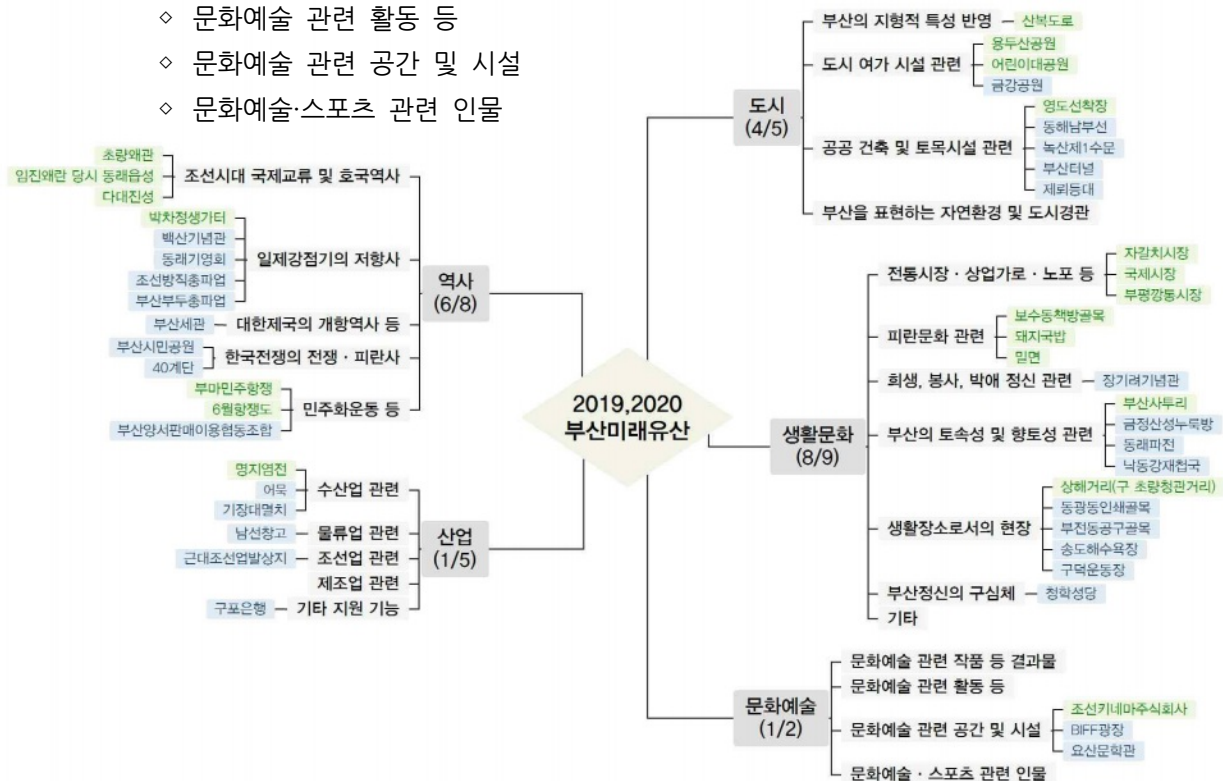 ◇ 문화예술 관련 활동 등
◇ 문화예술 관련 공간 및 시설
◇ 문화예술·스포츠 관련 인물
2019,2020
부산미래유산
역사
(6/8)
조선시대 국제교류 및 호국역사
초량왜관
임진왜란 당시 동래읍성
다대진성
일제강점기의 저항사
박차정생가터
백산기념관
동래기영회
조선방직총파업
부산부두총파업
대한제국의 개항역사 등
부산세관
한국전쟁의 전쟁·피란사
부산시민공원
40계단
민주화운동 등
부마민주항쟁
6월항쟁도
부산양서판매이용협동조합
산업
(1/5)
수산업 관련
명지염전
어묵
기장대멸치
물류업 관련
남선창고
조선업 관련
근대조선업발상지
제조업 관련
기타 지원 기능
구포은행
도시
(4/5)
부산의 지형적 특성 반영
산복도로
도시 여가 시설 관련
용두산공원
어린이대공원
금강공원
공공 건축 및 토목시설 관련
영도선착장
동해남부선
녹산제1수문
부산터널
제뢰등대
부산을 표현하는 자연환경 및 도시경관
생활문화
(8/9)
전통시장·상업가로·노포 등
자갈치시장
국제시장
부평깡통시장
피란문화 관련
보수동책방골목
돼지국밥
밀면
희생, 봉사, 박애 정신 관련
장기려기념관
부산의 토속성 및 향토성 관련
부산사투리
금정산성누룩방
동래파전
낙동강재첩국
생활장소로서의 현장
상해거리(구 초량청관거리)
동광동인쇄골목
부전동공구골목
송도해수욕장
구덕운동장
부산정신의 구심체
청학성당
기타
문화예술
(1/2)
문화예술 관련 작품 등 결과물
문화예술 관련 활동 등
문화예술 관련 공간 및 시설
조선키네마주식회사
BIFF광장
요산문학관
문화예술·스포츠 관련 인물